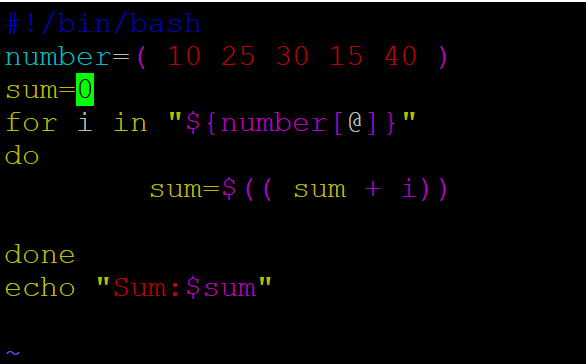 #!/bin/bash
number=( 10 25 30 15 40 )
sum=0
for i in "${number[@]}"
do
        sum=$(( sum + i))

done
echo "Sum:$sum"

~